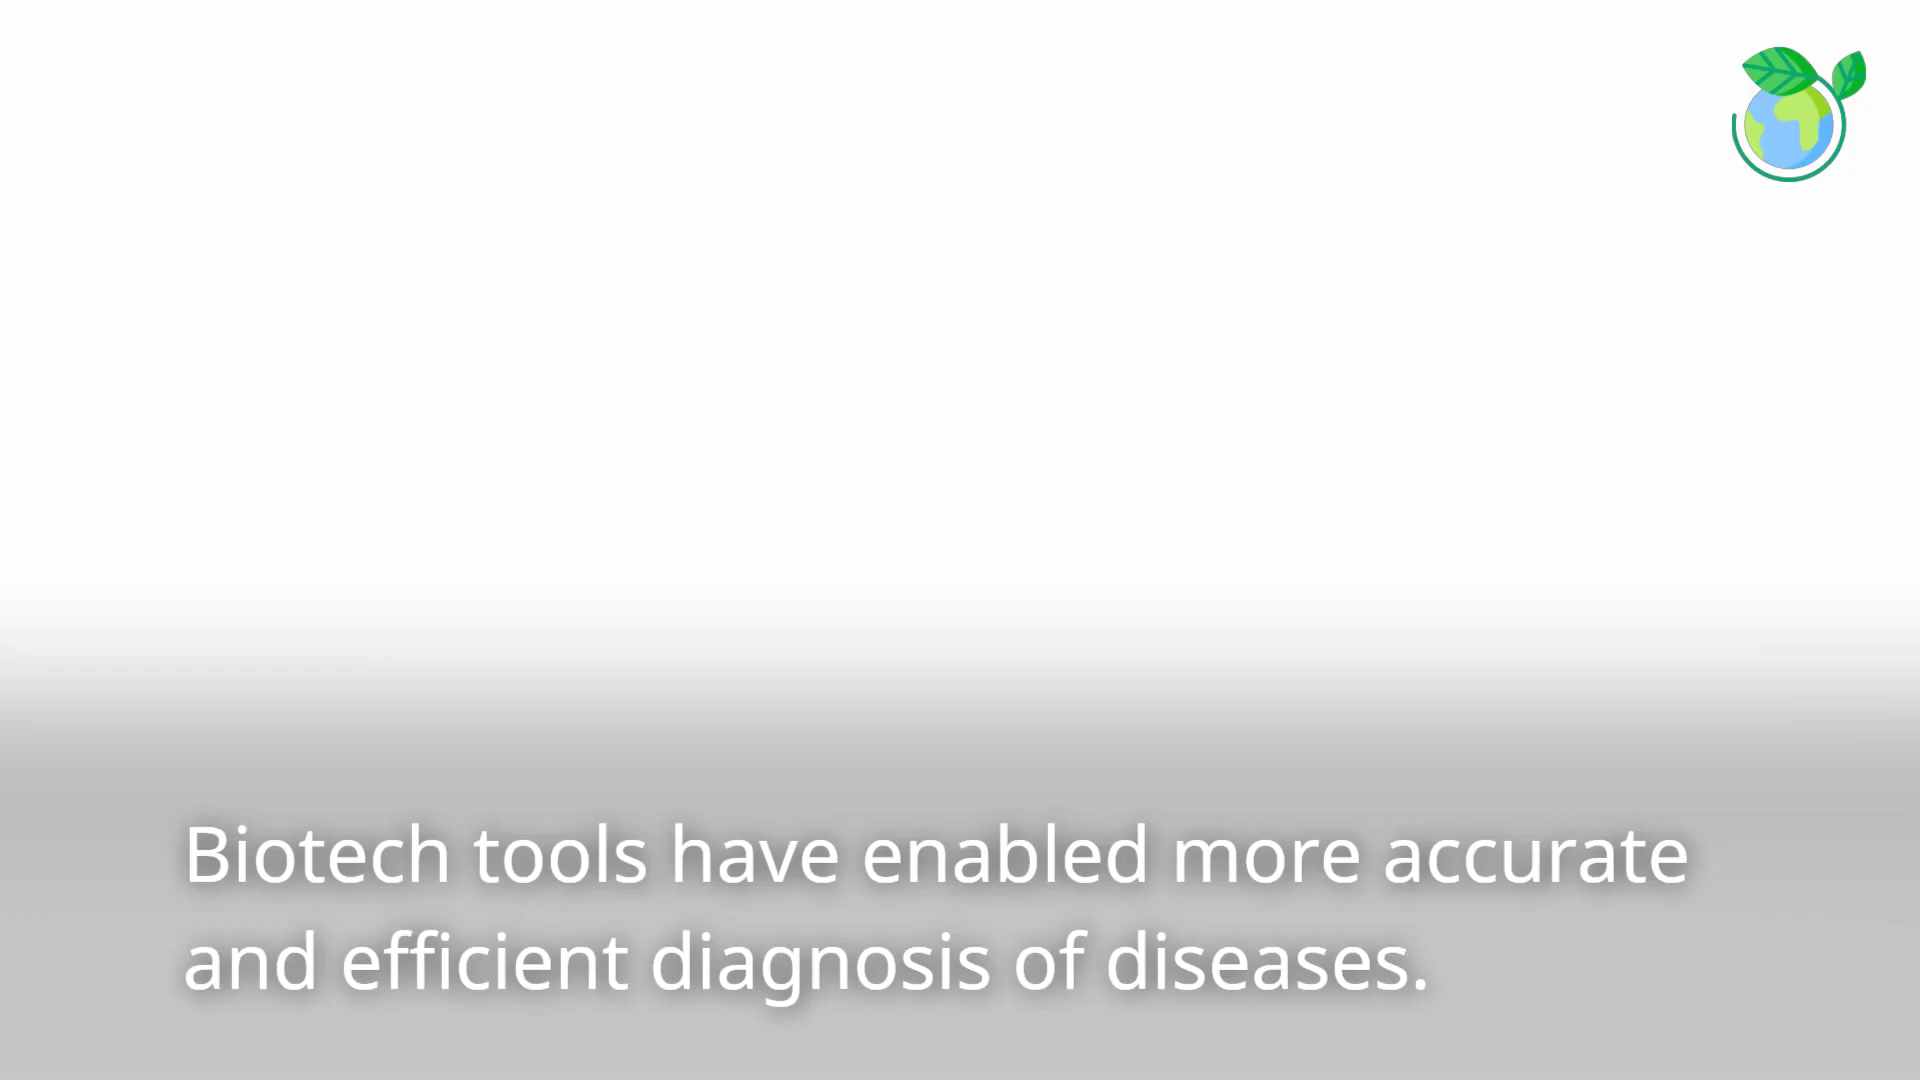 Biotech tools have enabled more accurate
and efficient diagnosis of diseases.